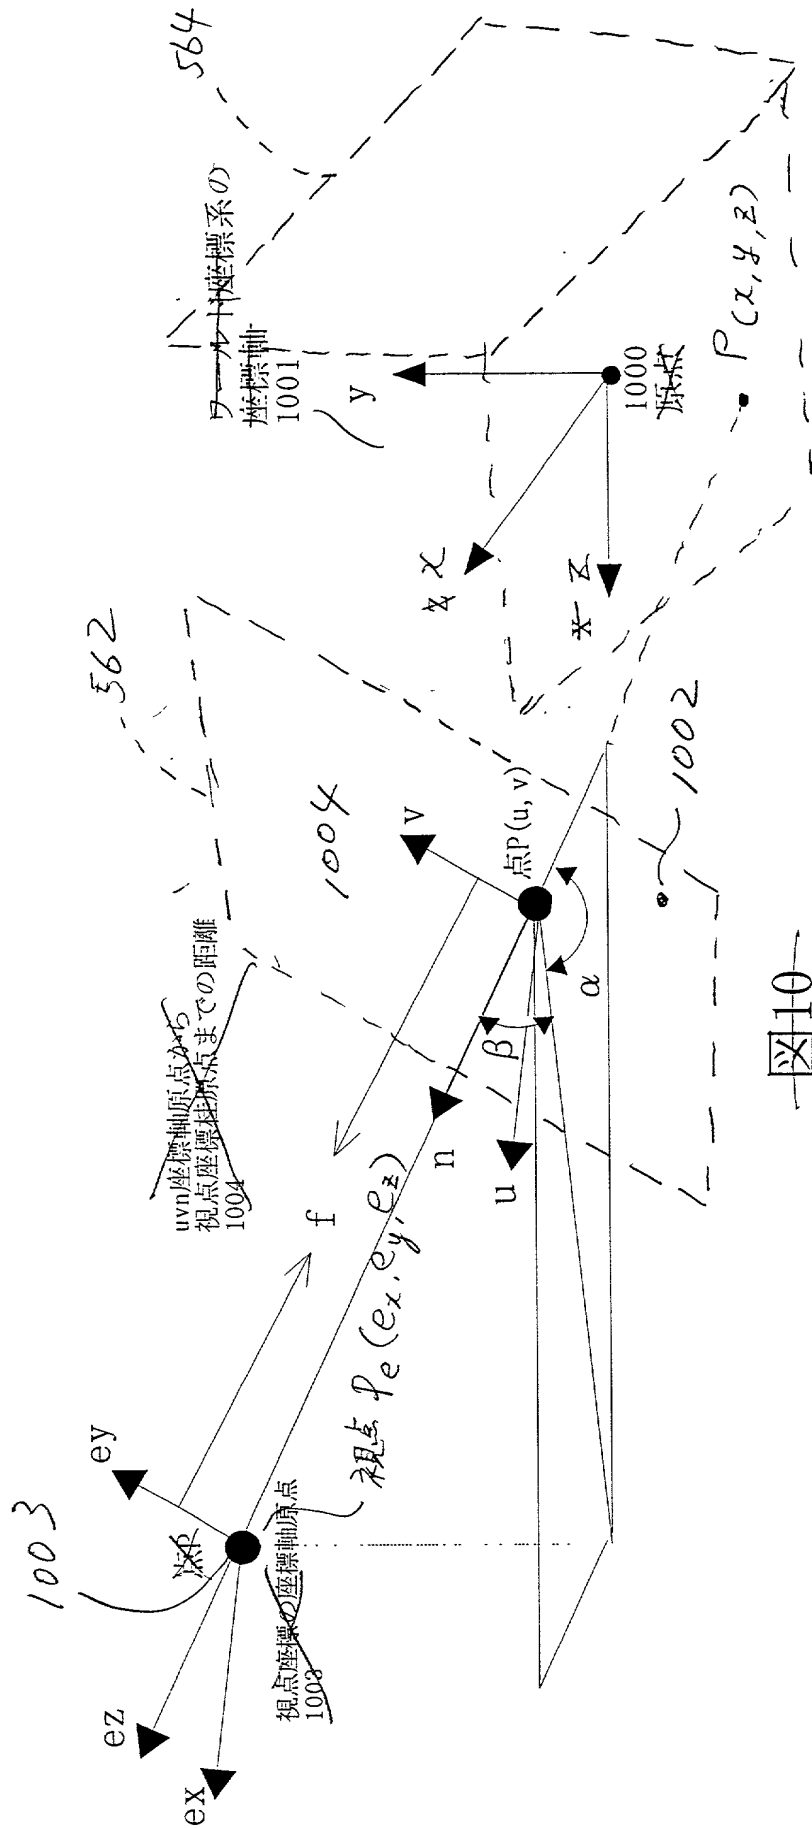 564
ワールド座標系の
座標軸
1001
y
z x
x z
1000
原点
P(x,y,z)
562
uvn座標軸原点から
視点座標柱原点までの距離
1004
1004
v
点P(u,v)
n
u
β
α
1002
f
ey
1003
点P
ez
ex
視点座標の座標軸原点
1003
視点 Pe(ex,ey,ez)
図10